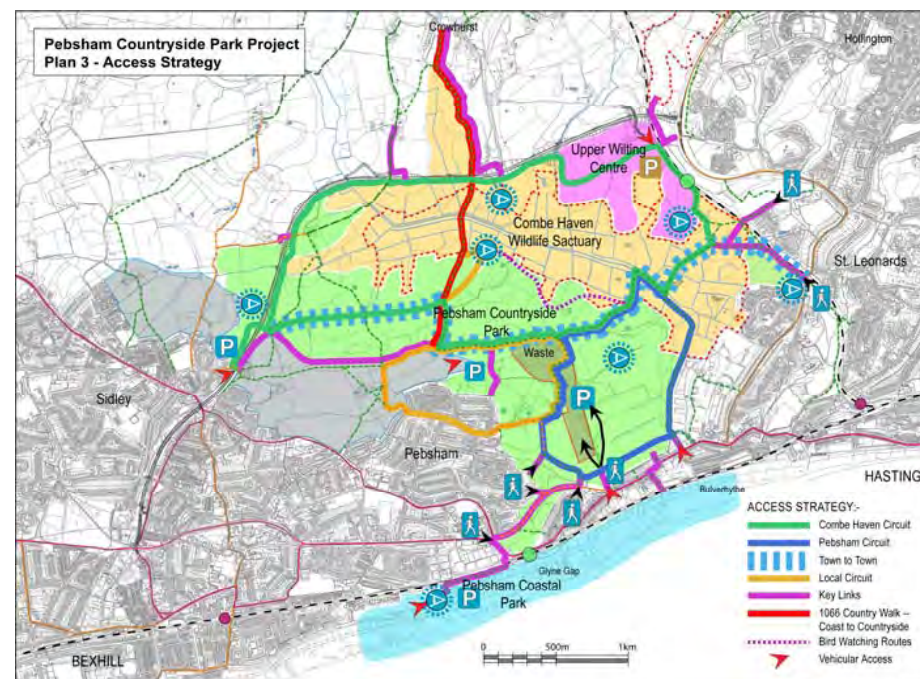 Pebsham Countryside Park Project
Plan 3 - Access Strategy
Crowherst
Hollington
Upper Wilting
Centre
P
Combe Haven
Wildlife Sactuary
St. Leonards
Pebsham Countryside
Park
P
Waste
P
Sidley
P
Pebsham
HASTING
Bulverhythe
Glyne Gap
Pebsham Coastal
Park
P
BEXHILL
0 500m 1km
ACCESS STRATEGY:-
Combe Haven Circuit
Pebsham Circuit
Town to Town
Local Circuit
Key Links
1066 Country Walk –
Coast to Countryside
Bird Watching Routes
Vehicular Access